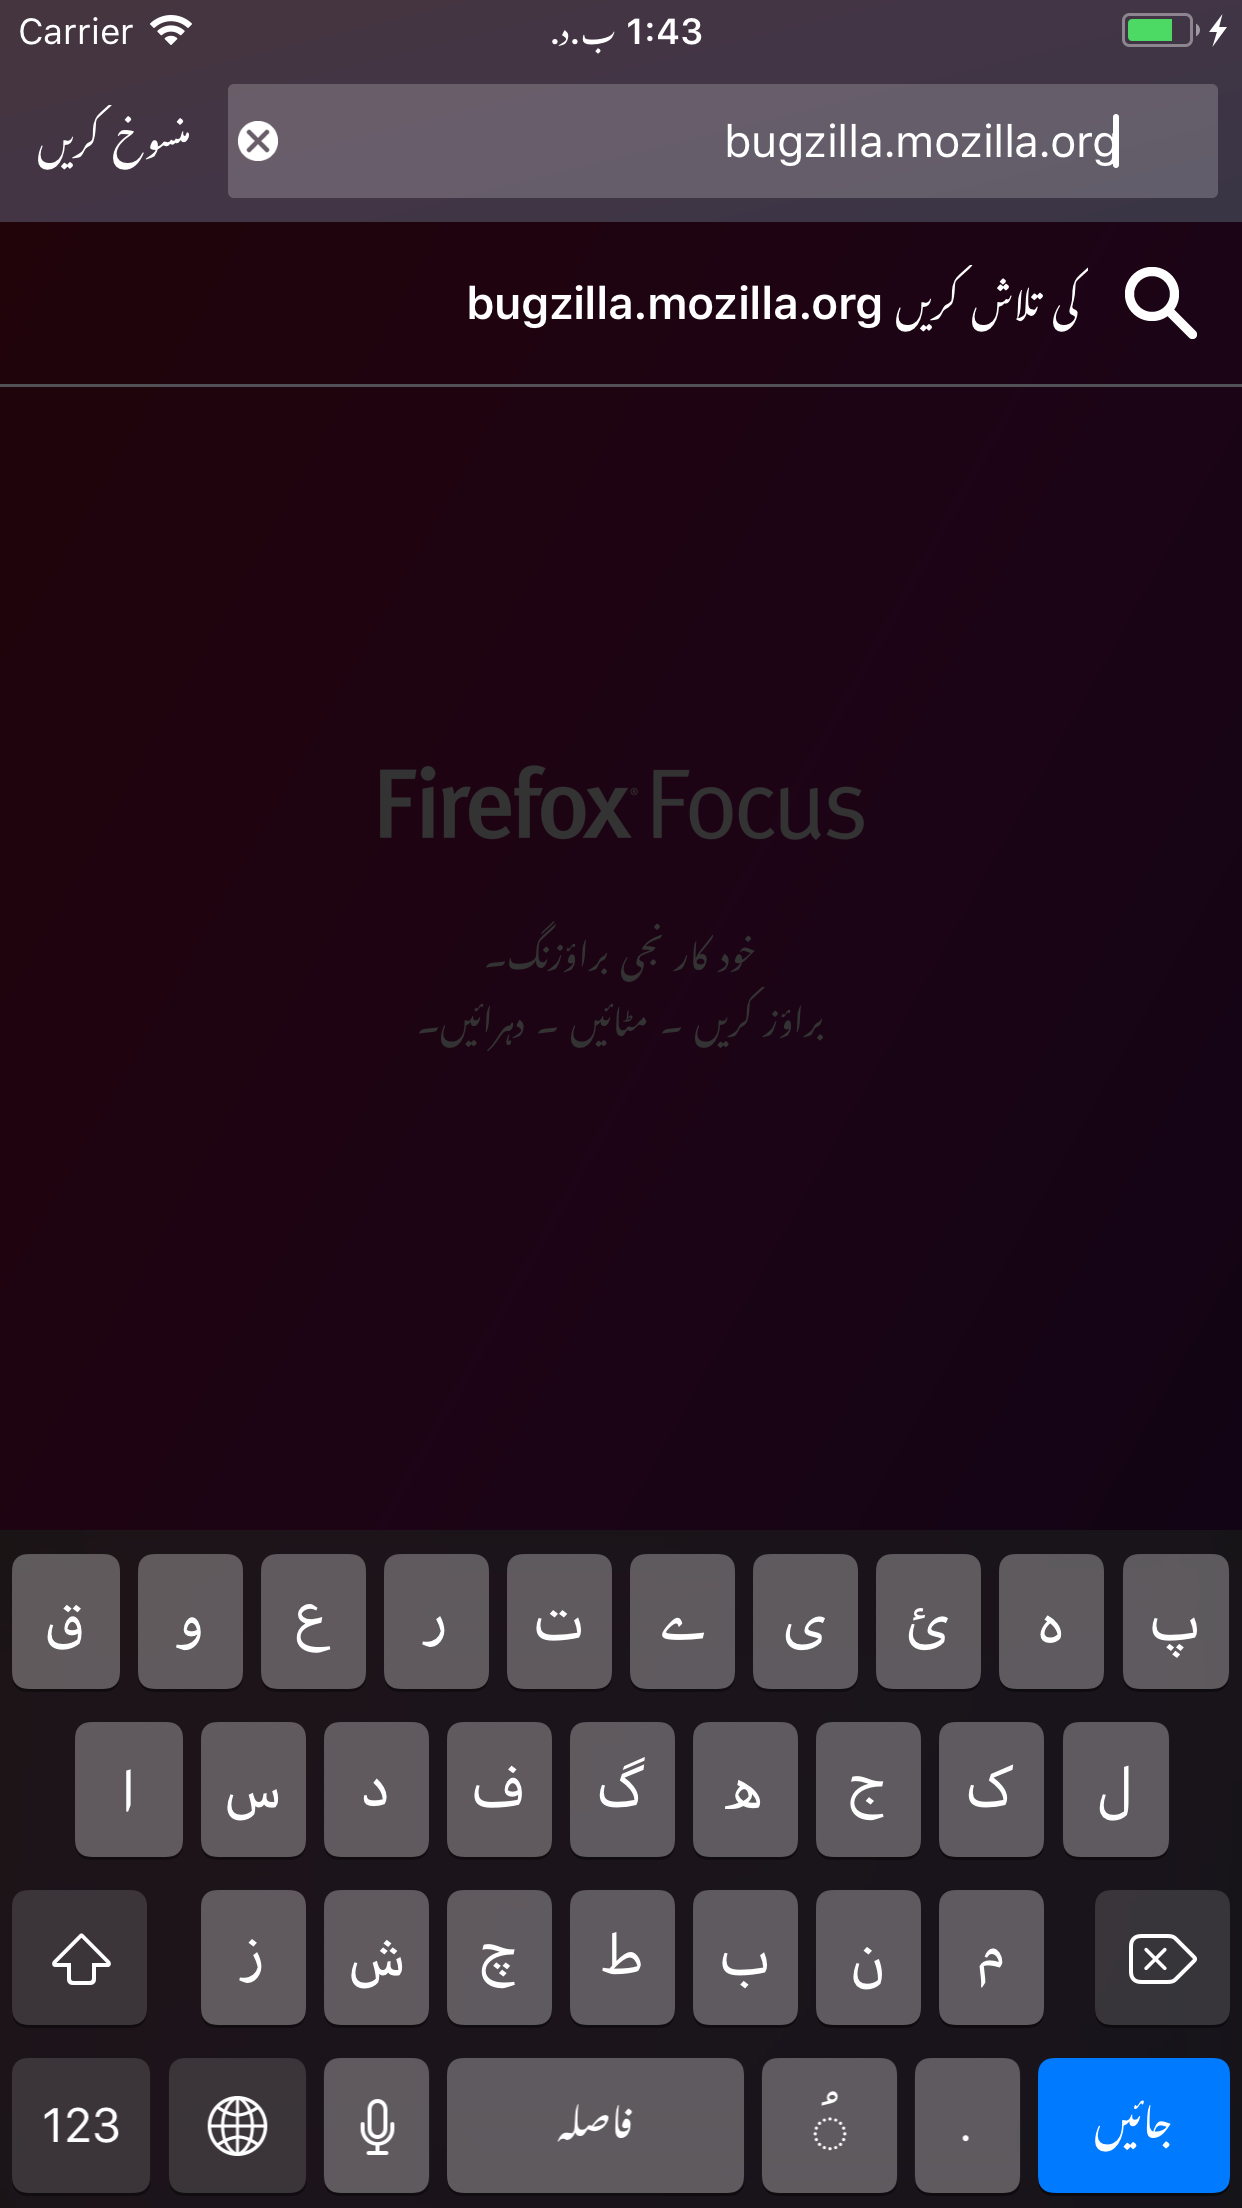 Carrier 1:43 ب.د.
bugzilla.mozilla.org منسوخ کریں
bugzilla.mozilla.org کی تلاش کریں
Firefox® Focus
خود کار نجی براؤزنگ۔
براؤز کریں ۔ مٹائیں ۔ دہرائیں۔
ق و ع ر ت ے ی ئ ہ پ
ا س د ف گ ھ ج ک ل
ز ش چ ط ب ن م
123 فاصلہ ُ . جائیں